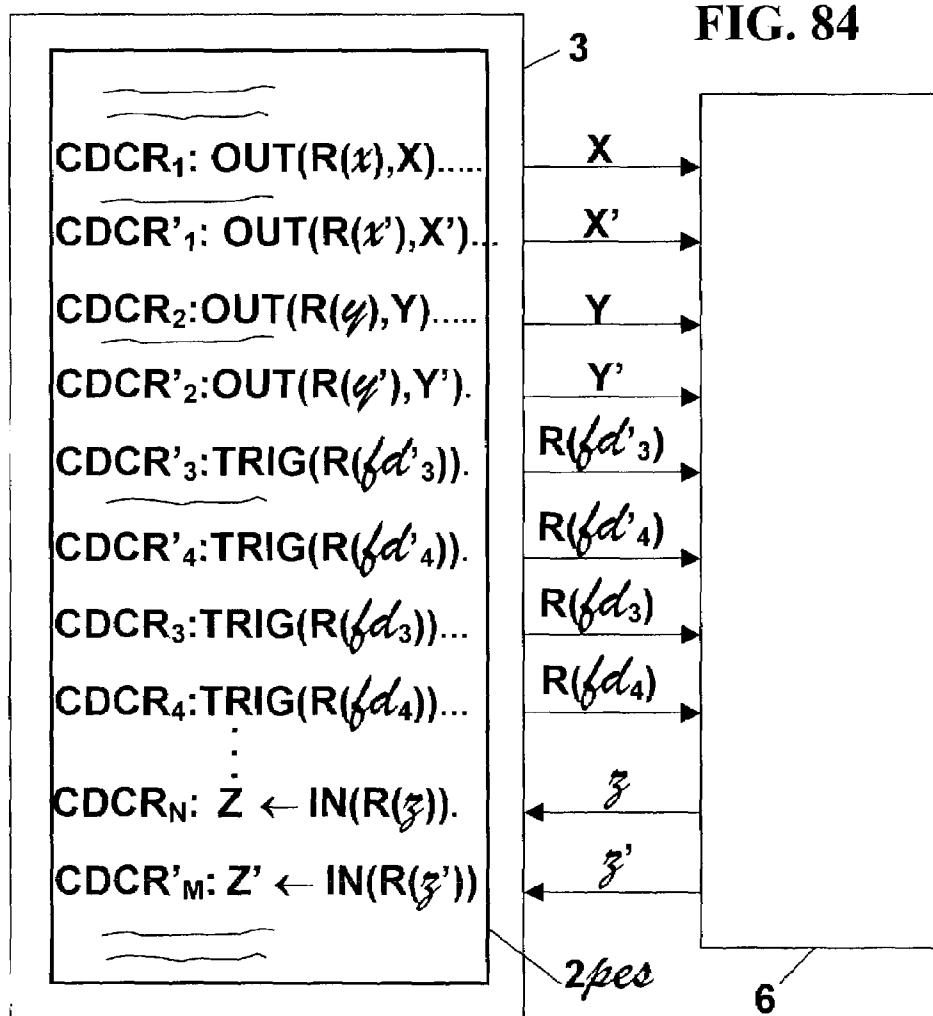 FIG. 84
3
CDCR₁: OUT(R(x),X)..... X
CDCR'₁: OUT(R(x'),X')... X'
CDCR₂:OUT(R(y),Y)..... Y
CDCR'₂:OUT(R(y'),Y'). Y'
CDCR'₃:TRIG(R(fd'₃)). R(fd'₃)
CDCR'₄:TRIG(R(fd'₄)). R(fd'₄)
CDCR₃:TRIG(R(fd₃))... R(fd₃)
CDCR₄:TRIG(R(fd₄))... R(fd₄)
CDCR_N: Z ← IN(R(z)). z
CDCR'_M: Z' ← IN(R(z')) z'
2pes
6